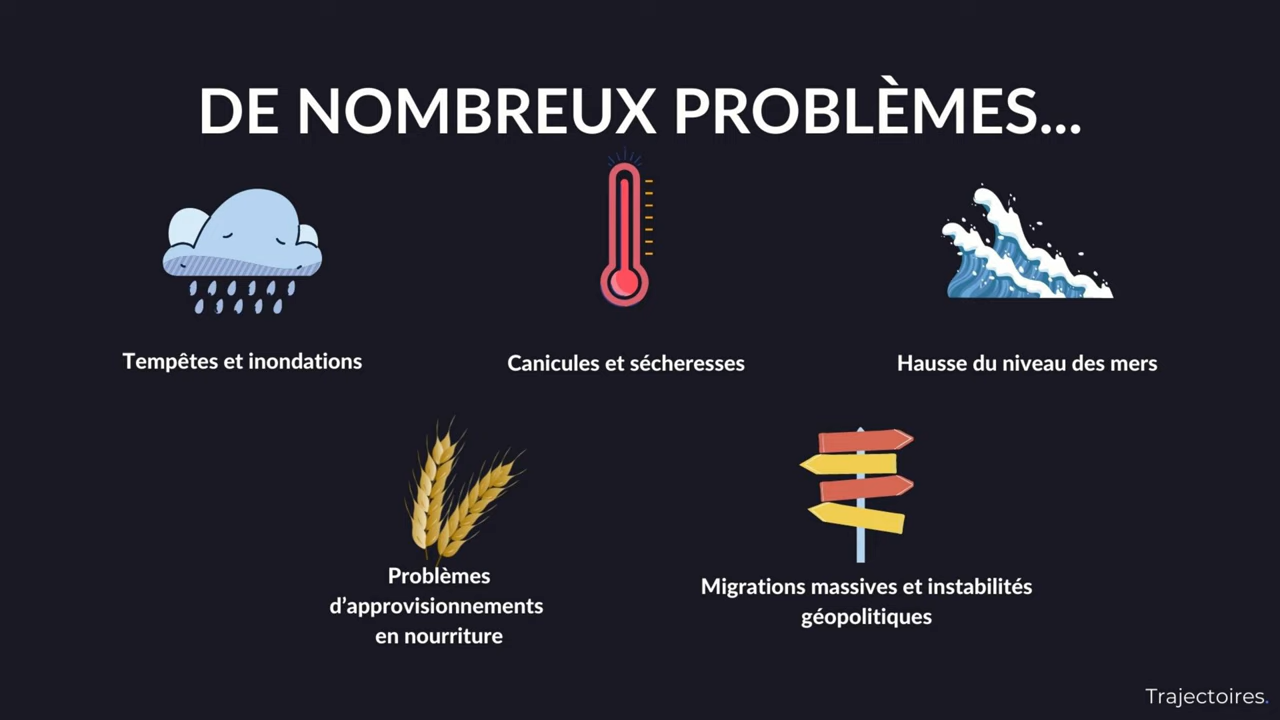 DE NOMBREUX PROBLÈMES...
Tempêtes et inondations
Canicules et sécheresses
Hausse du niveau des mers
Problèmes
d’approvisionnements
en nourriture
Migrations massives et instabilités
géopolitiques
Trajectoires.